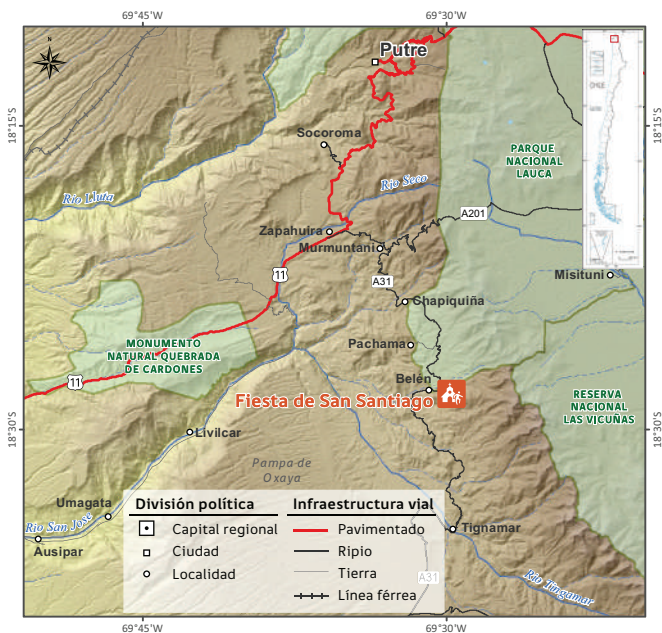 69°45'W
69°30'W
N
Putre
CHILE
18°15'S
18°15'S
Socoroma
PARQUE
NACIONAL
LAUCA
Río Seco
Río Lluta
A201
Zapahuira
Murmuntani
11
Misituni
A31
Chapiquiña
MONUMENTO
NATURAL QUEBRADA
DE CARDONES
Pachama
11
Belén
Fiesta de San Santiago
RESERVA
NACIONAL
LAS VICUÑAS
18°30'S
18°30'S
Livilcar
Pampa de
Oxaya
Umagata
División política
Infraestructura vial
Río San José
Capital regional
Pavimentado
Tignamar
Ausipar
Ciudad
Ripio
Localidad
Tierra
A31
Río Tingamar
Línea férrea
69°45'W
69°30'W